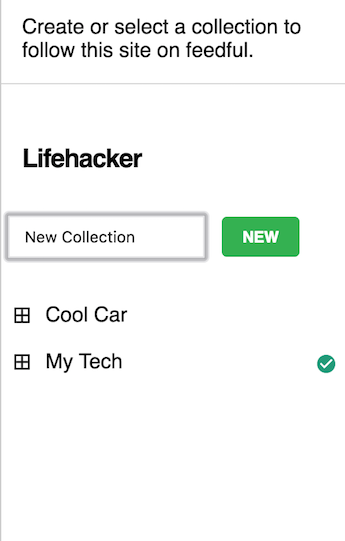 Create or select a collection to
follow this site on feedful.
Lifehacker
New Collection NEW
Cool Car
My Tech